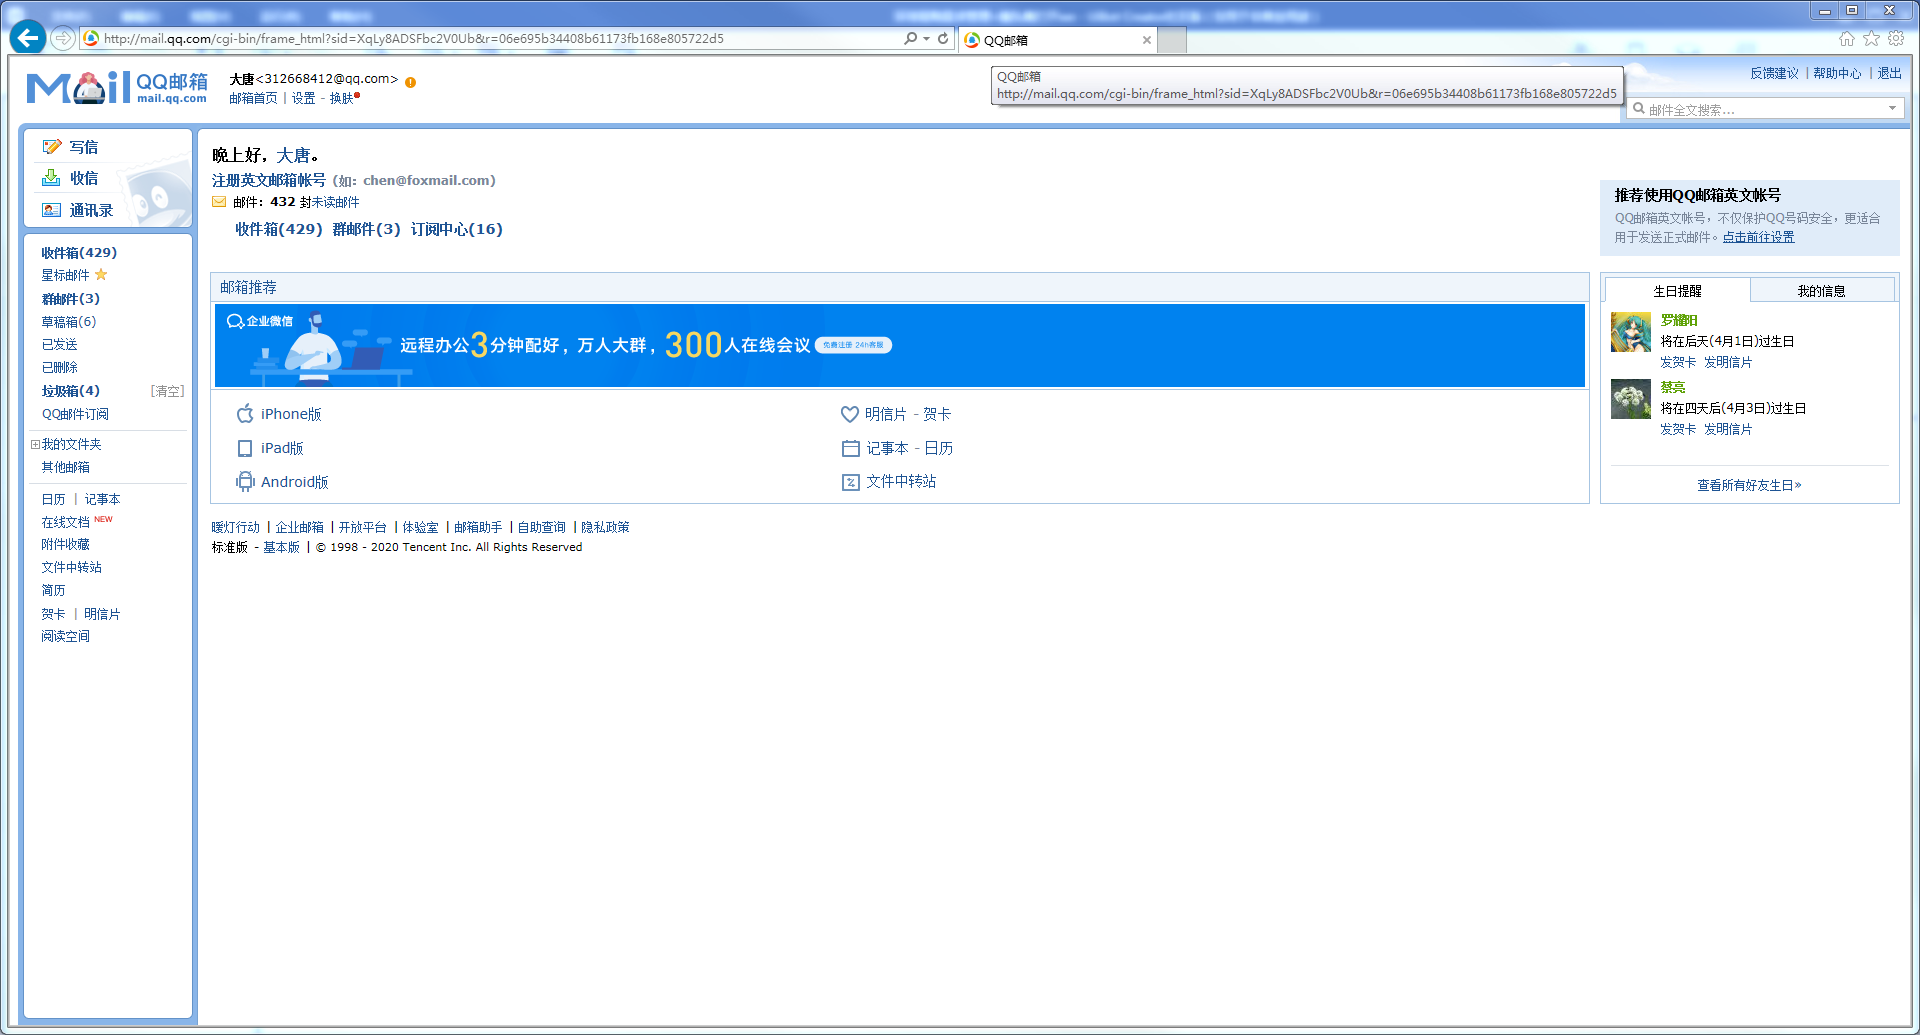 http://mail.qq.com/cgi-bin/frame_html?sid=XqLy8ADSFbc2V0Ub&r=06e695b34408b61173fb168e805722d5
QQ邮箱
Mail QQ邮箱
mail.qq.com
大唐<312668412@qq.com>
邮箱首页 | 设置 - 换肤
QQ邮箱
http://mail.qq.com/cgi-bin/frame_html?sid=XqLy8ADSFbc2V0Ub&r=06e695b34408b61173fb168e805722d5
反馈建议 | 帮助中心 | 退出
邮件全文搜索...
写信
收信
通讯录
收件箱(429)
星标邮件
群邮件(3)
草稿箱(6)
已发送
已删除
垃圾箱(4) [清空]
QQ邮件订阅
我的文件夹
其他邮箱
日历 | 记事本
在线文档 NEW
附件收藏
文件中转站
简历
贺卡 | 明信片
阅读空间
晚上好，大唐。
注册英文邮箱帐号 (如: chen@foxmail.com)
邮件: 432 封未读邮件
收件箱(429) 群邮件(3) 订阅中心(16)
邮箱推荐
企业微信
远程办公3分钟配好，万人大群，300人在线会议 免费注册 24h客服
iPhone版
iPad版
Android版
明信片 - 贺卡
记事本 - 日历
文件中转站
暖灯行动 | 企业邮箱 | 开放平台 | 体验室 | 邮箱助手 | 自助查询 | 隐私政策
标准版 - 基本版 | © 1998 - 2020 Tencent Inc. All Rights Reserved
推荐使用QQ邮箱英文帐号
QQ邮箱英文帐号，不仅保护QQ号码安全，更适合
用于发送正式邮件。点击前往设置
生日提醒 我的信息
罗耀阳
将在后天(4月1日)过生日
发贺卡 发明信片
蔡亮
将在四天后(4月3日)过生日
发贺卡 发明信片
查看所有好友生日»